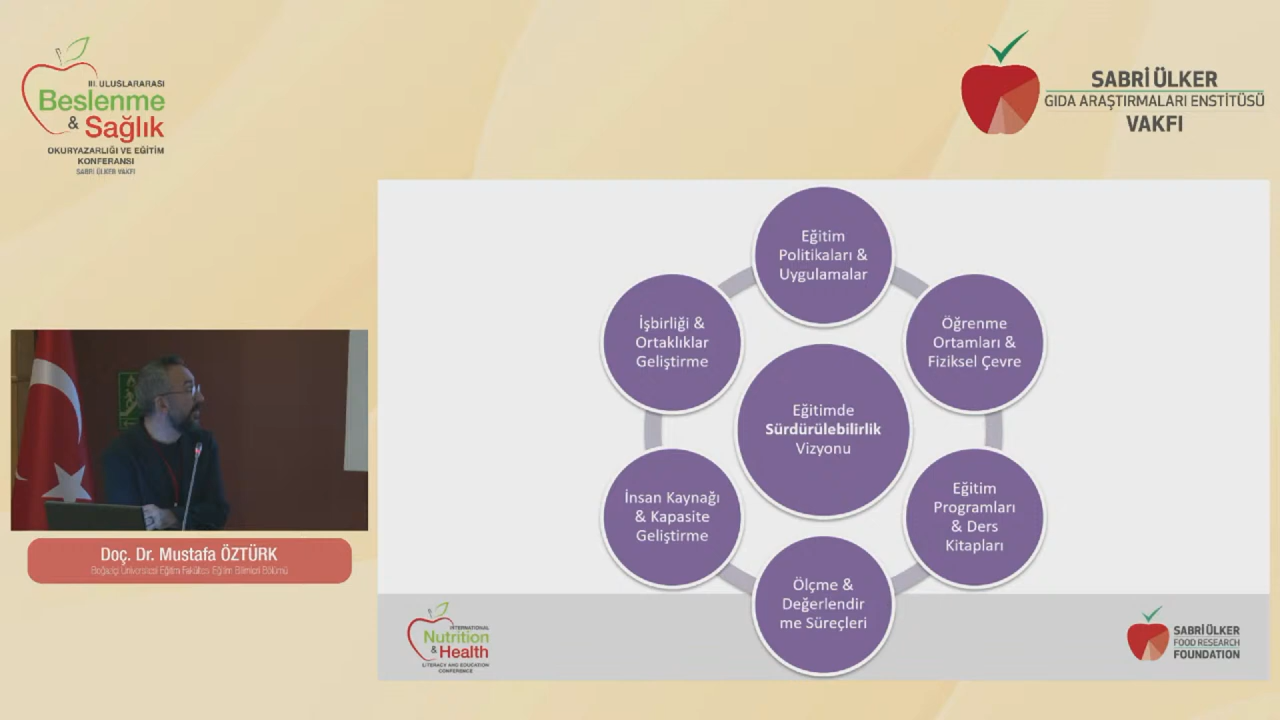 III. ULUSLARARASI
Beslenme
& Sağlık
OKURYAZARLIĞI VE EĞİTİM
KONFERANSI
SABRİ ÜLKER VAKFI
SABRİ ÜLKER
GIDA ARAŞTIRMALARI ENSTİTÜSÜ
VAKFI
Eğitim
Politikaları &
Uygulamalar
İşbirliği &
Ortaklıklar
Geliştirme
Öğrenme
Ortamları &
Fiziksel Çevre
Eğitimde
Sürdürülebilirlik
Vizyonu
İnsan Kaynağı
& Kapasite
Geliştirme
Eğitim
Programları
& Ders
Kitapları
Ölçme &
Değerlendir
me Süreçleri
Doç. Dr. Mustafa ÖZTÜRK
Boğaziçi Üniversitesi Eğitim Fakültesi Eğitim Bilimleri Bölümü
INTERNATIONAL
Nutrition
& Health
LITERACY AND EDUCATION
CONFERENCE
SABRİ ÜLKER
FOOD RESEARCH
FOUNDATION